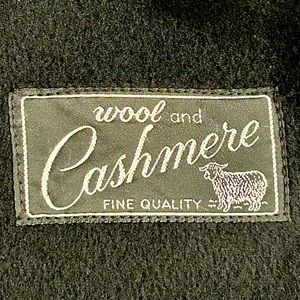 wool and
Cashmere
FINE QUALITY